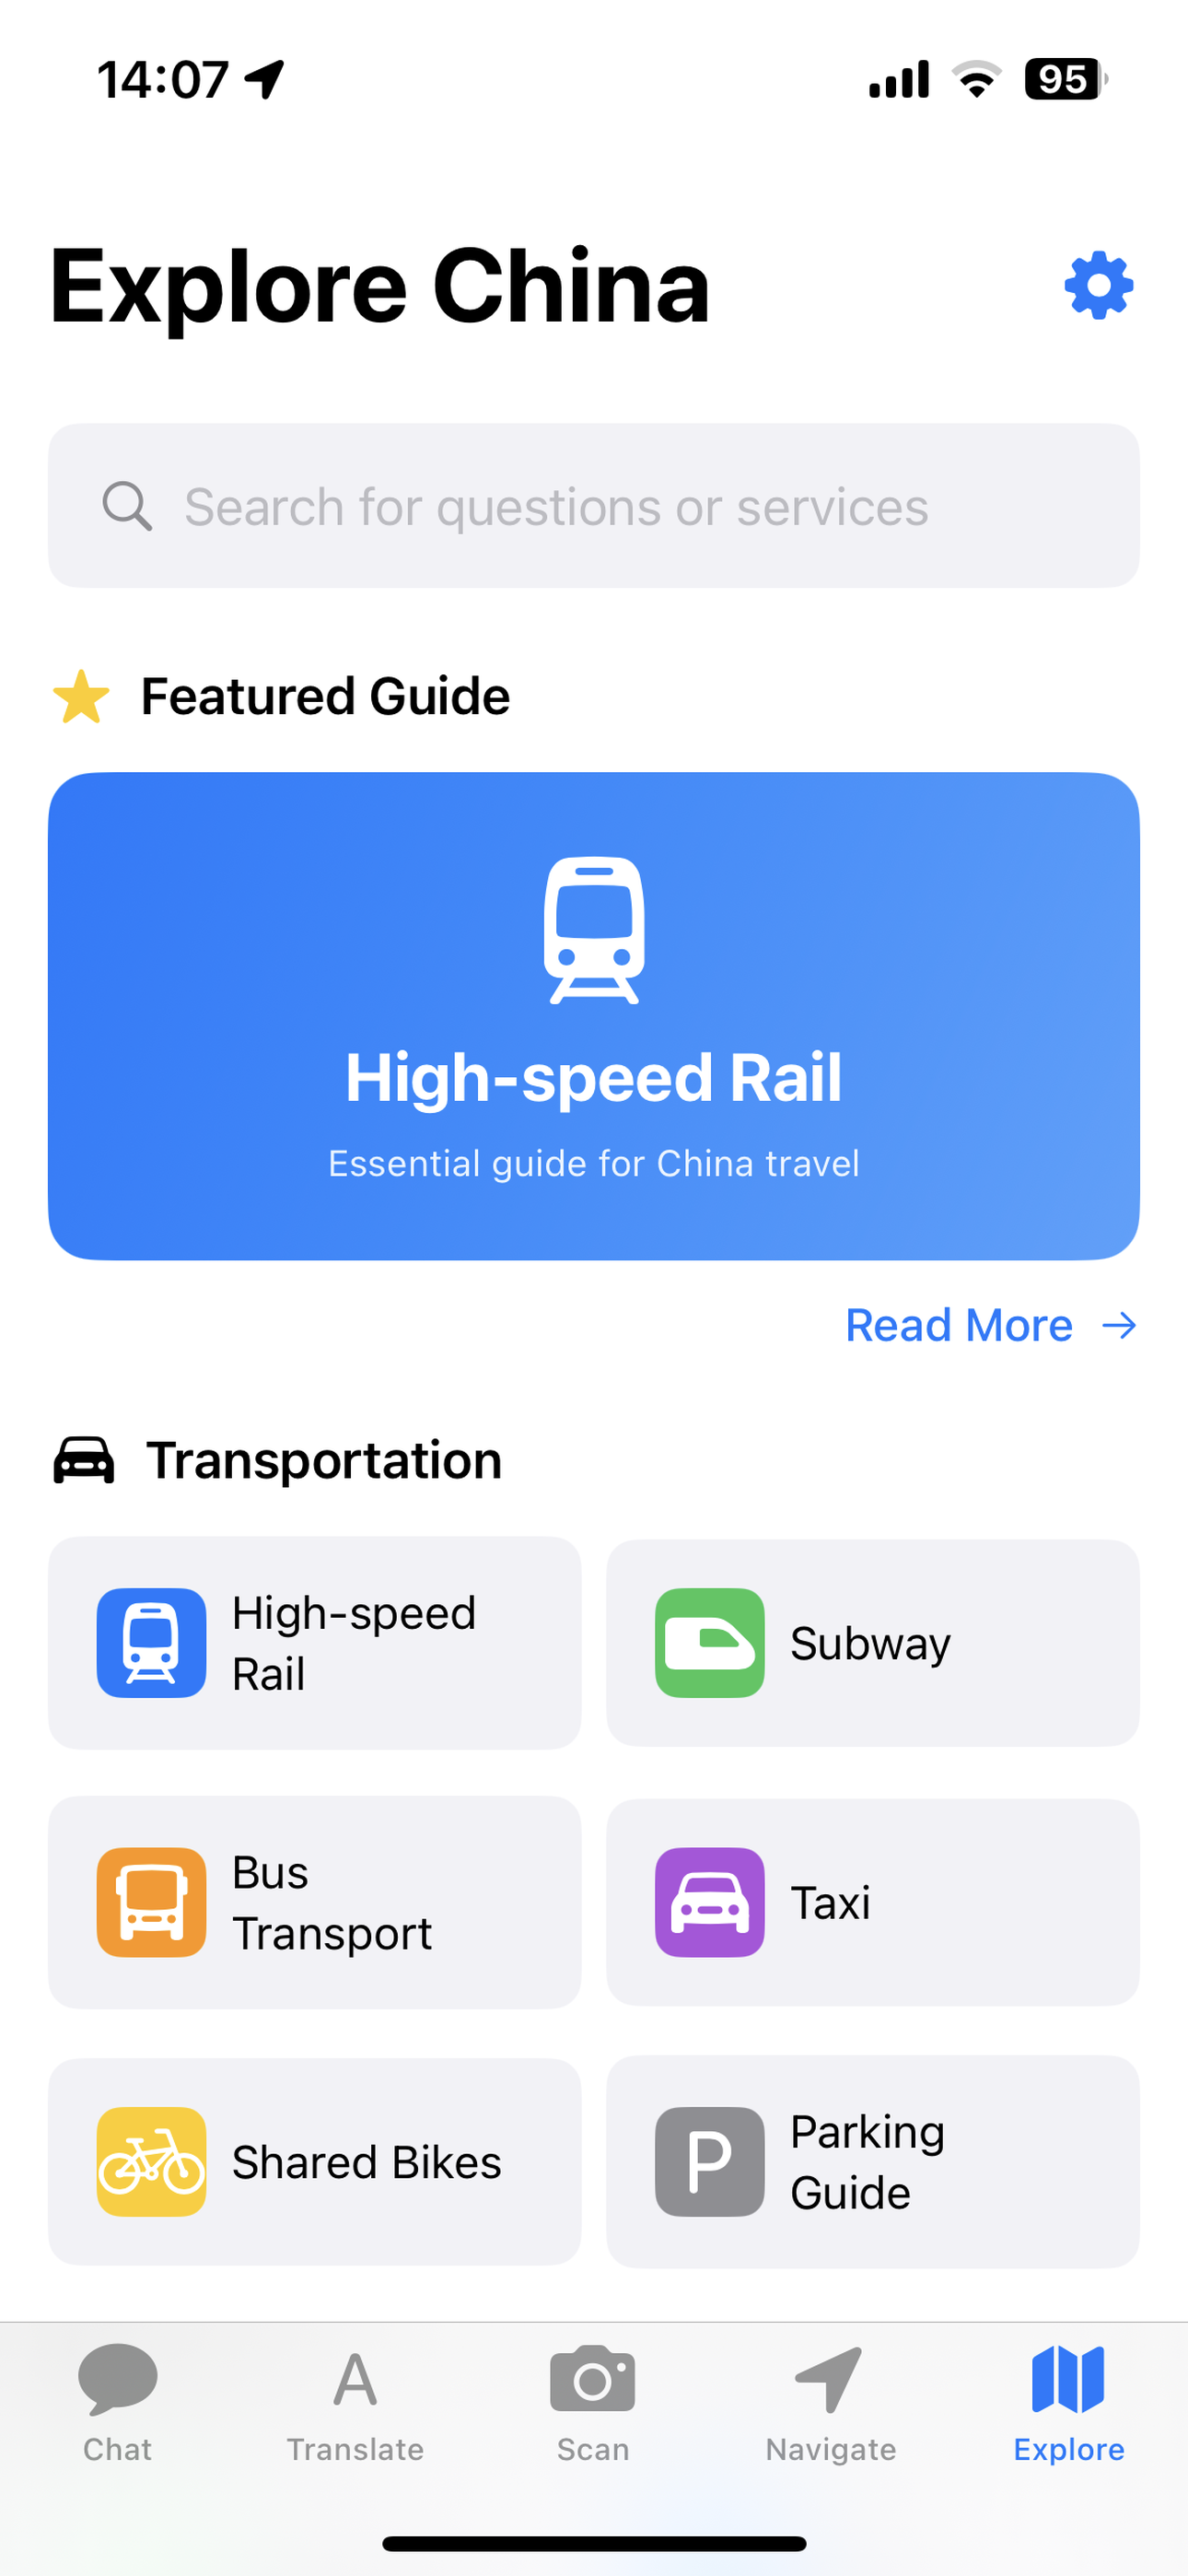 14:07
95
Explore China
Search for questions or services
Featured Guide
High-speed Rail
Essential guide for China travel
Read More
Transportation
High-speed
Rail
Subway
Bus
Transport
Taxi
Shared Bikes
P
Parking
Guide
A
Chat
Translate
Scan
Navigate
Explore